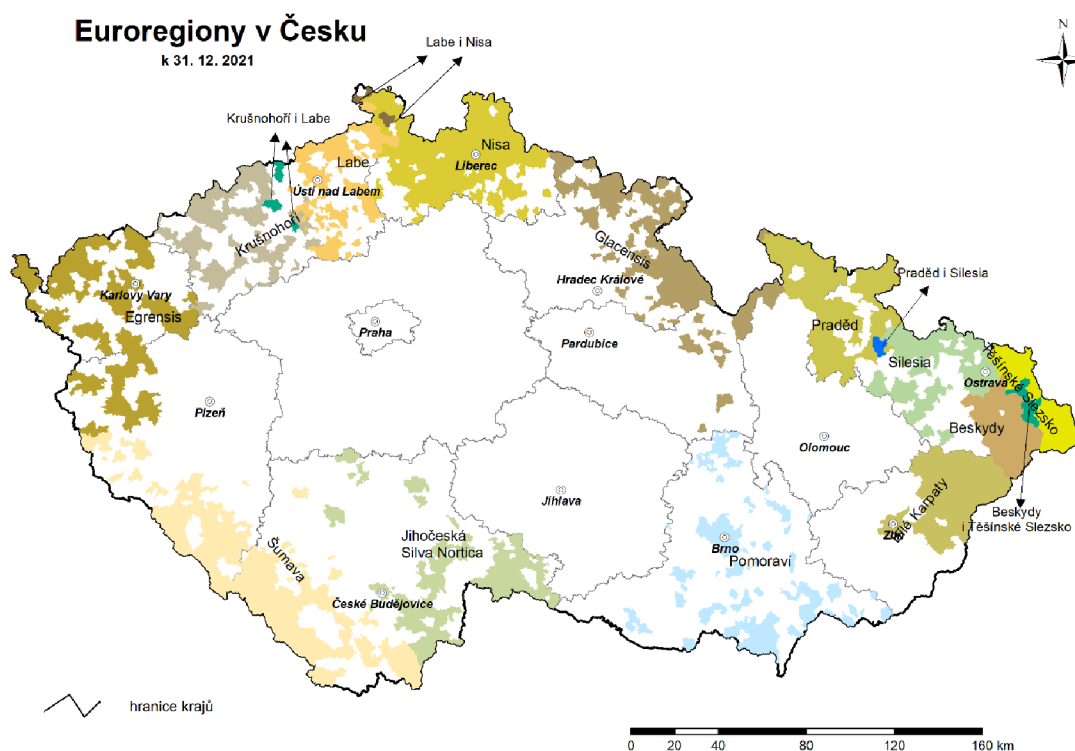 Euroregiony v Česku
k 31. 12. 2021
N
Labe i Nisa
Krušnohoří i Labe
Nisa
Labe
Liberec
Ústí nad Labem
Krušnohoří
Glacensis
Praděd i Silesia
Hradec Králové
Karlovy Vary
Egrensis
Praha
Pardubice
Praděd
Silesia
Těšínské Slezsko
Ostrava
Plzeň
Beskydy
Olomouc
Jihlava
Bílé Karpaty
Beskydy
i Těšínské Slezsko
Zlín
Jihočeská
Silva Nortica
Šumava
Brno
Pomoraví
České Budějovice
hranice krajů
0 20 40 80 120 160 km